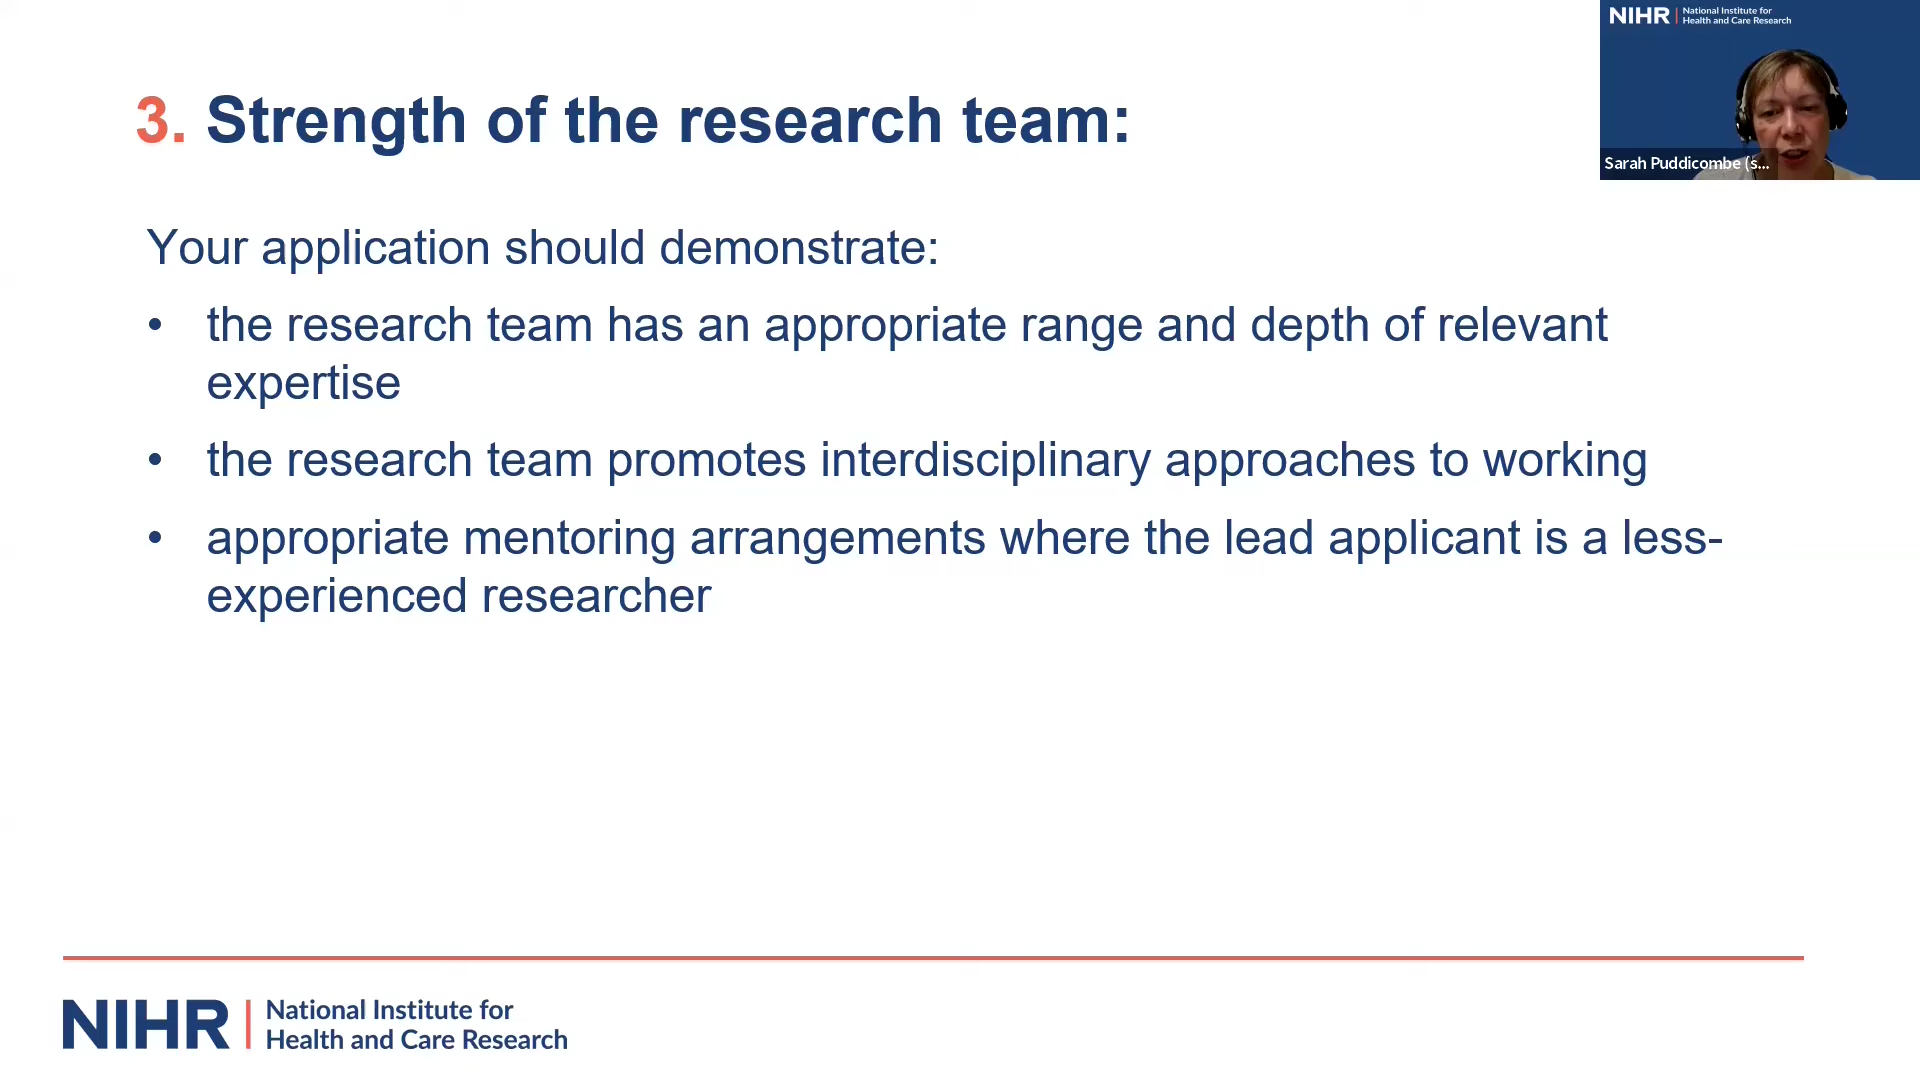 NIHR | National Institute for
Health and Care Research
3. Strength of the research team:
Sarah Puddicombe (s...
Your application should demonstrate:
• the research team has an appropriate range and depth of relevant
expertise
• the research team promotes interdisciplinary approaches to working
• appropriate mentoring arrangements where the lead applicant is a less-
experienced researcher
NIHR | National Institute for
Health and Care Research